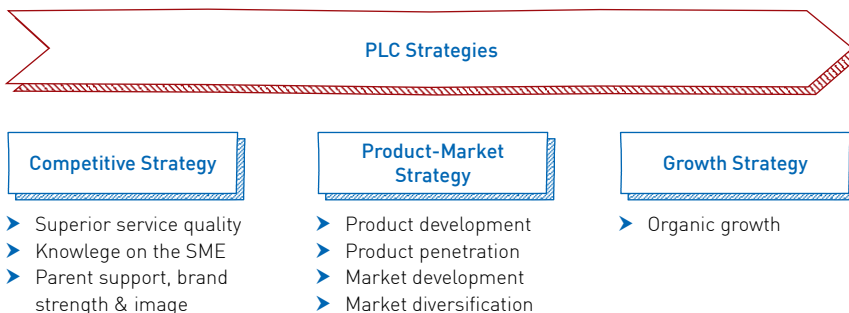 PLC Strategies
Competitive Strategy
Superior service quality
Knowlege on the SME
Parent support, brand
strength & image
Product-Market
Strategy
Product development
Product penetration
Market development
Market diversification
Growth Strategy
Organic growth